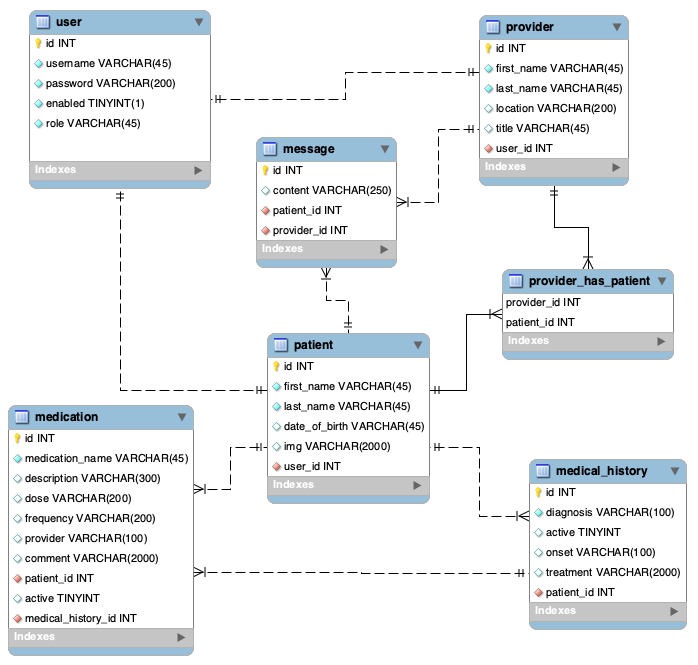 user
id INT
username VARCHAR(45)
password VARCHAR(200)
enabled TINYINT(1)
role VARCHAR(45)
Indexes
provider
id INT
first_name VARCHAR(45)
last_name VARCHAR(45)
location VARCHAR(200)
title VARCHAR(45)
user_id INT
Indexes
message
id INT
content VARCHAR(250)
patient_id INT
provider_id INT
Indexes
provider_has_patient
provider_id INT
patient_id INT
Indexes
patient
id INT
first_name VARCHAR(45)
last_name VARCHAR(45)
date_of_birth VARCHAR(45)
img VARCHAR(2000)
user_id INT
Indexes
medication
id INT
medication_name VARCHAR(45)
description VARCHAR(300)
dose VARCHAR(200)
frequency VARCHAR(200)
provider VARCHAR(100)
comment VARCHAR(2000)
patient_id INT
active TINYINT
medical_history_id INT
Indexes
medical_history
id INT
diagnosis VARCHAR(100)
active TINYINT
onset VARCHAR(100)
treatment VARCHAR(2000)
patient_id INT
Indexes